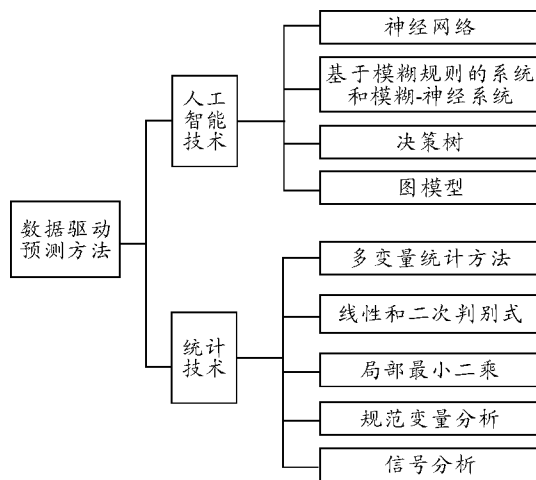 数据驱动
预测方法
人工
智能
技术
神经网络
基于模糊规则的系统
和模糊-神经系统
决策树
图模型
统计
技术
多变量统计方法
线性和二次判别式
局部最小二乘
规范变量分析
信号分析